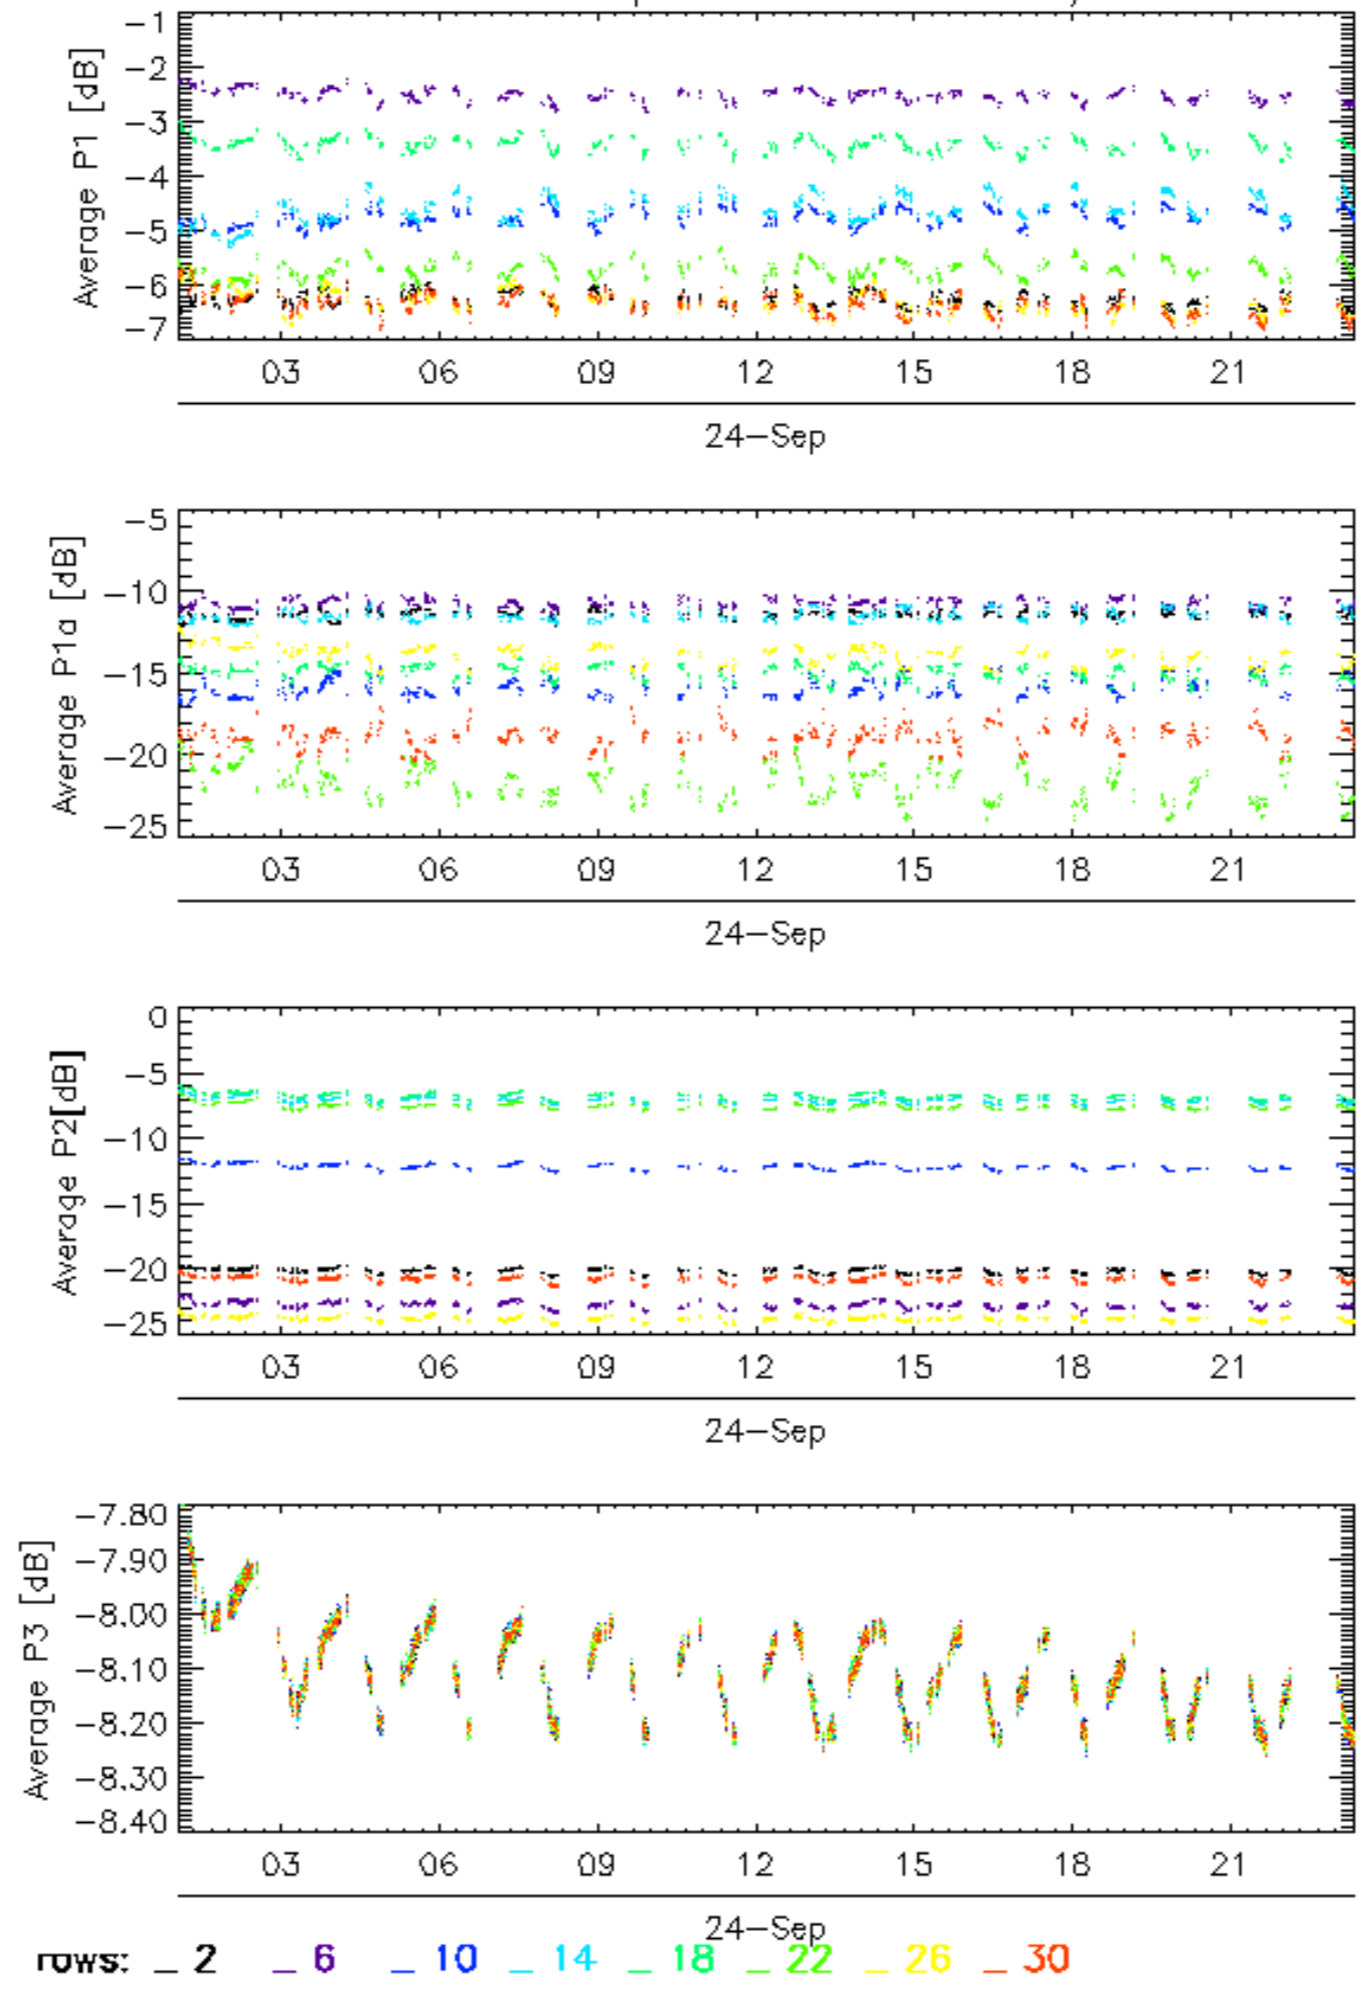 Average P1 [dB]
−1
−2
−3
−4
−5
−6
−7
03 06 09 12 15 18 21
24−Sep
Average P1a [dB]
−5
−10
−15
−20
−25
03 06 09 12 15 18 21
24−Sep
Average P2[dB]
0
−5
−10
−15
−20
−25
03 06 09 12 15 18 21
24−Sep
Average P3 [dB]
−7.80
−7.90
−8.00
−8.10
−8.20
−8.30
−8.40
03 06 09 12 15 18 21
24−Sep
rows: _ 2 _ 6 _ 10 _ 14 _ 18 _ 22 _ 26 _ 30